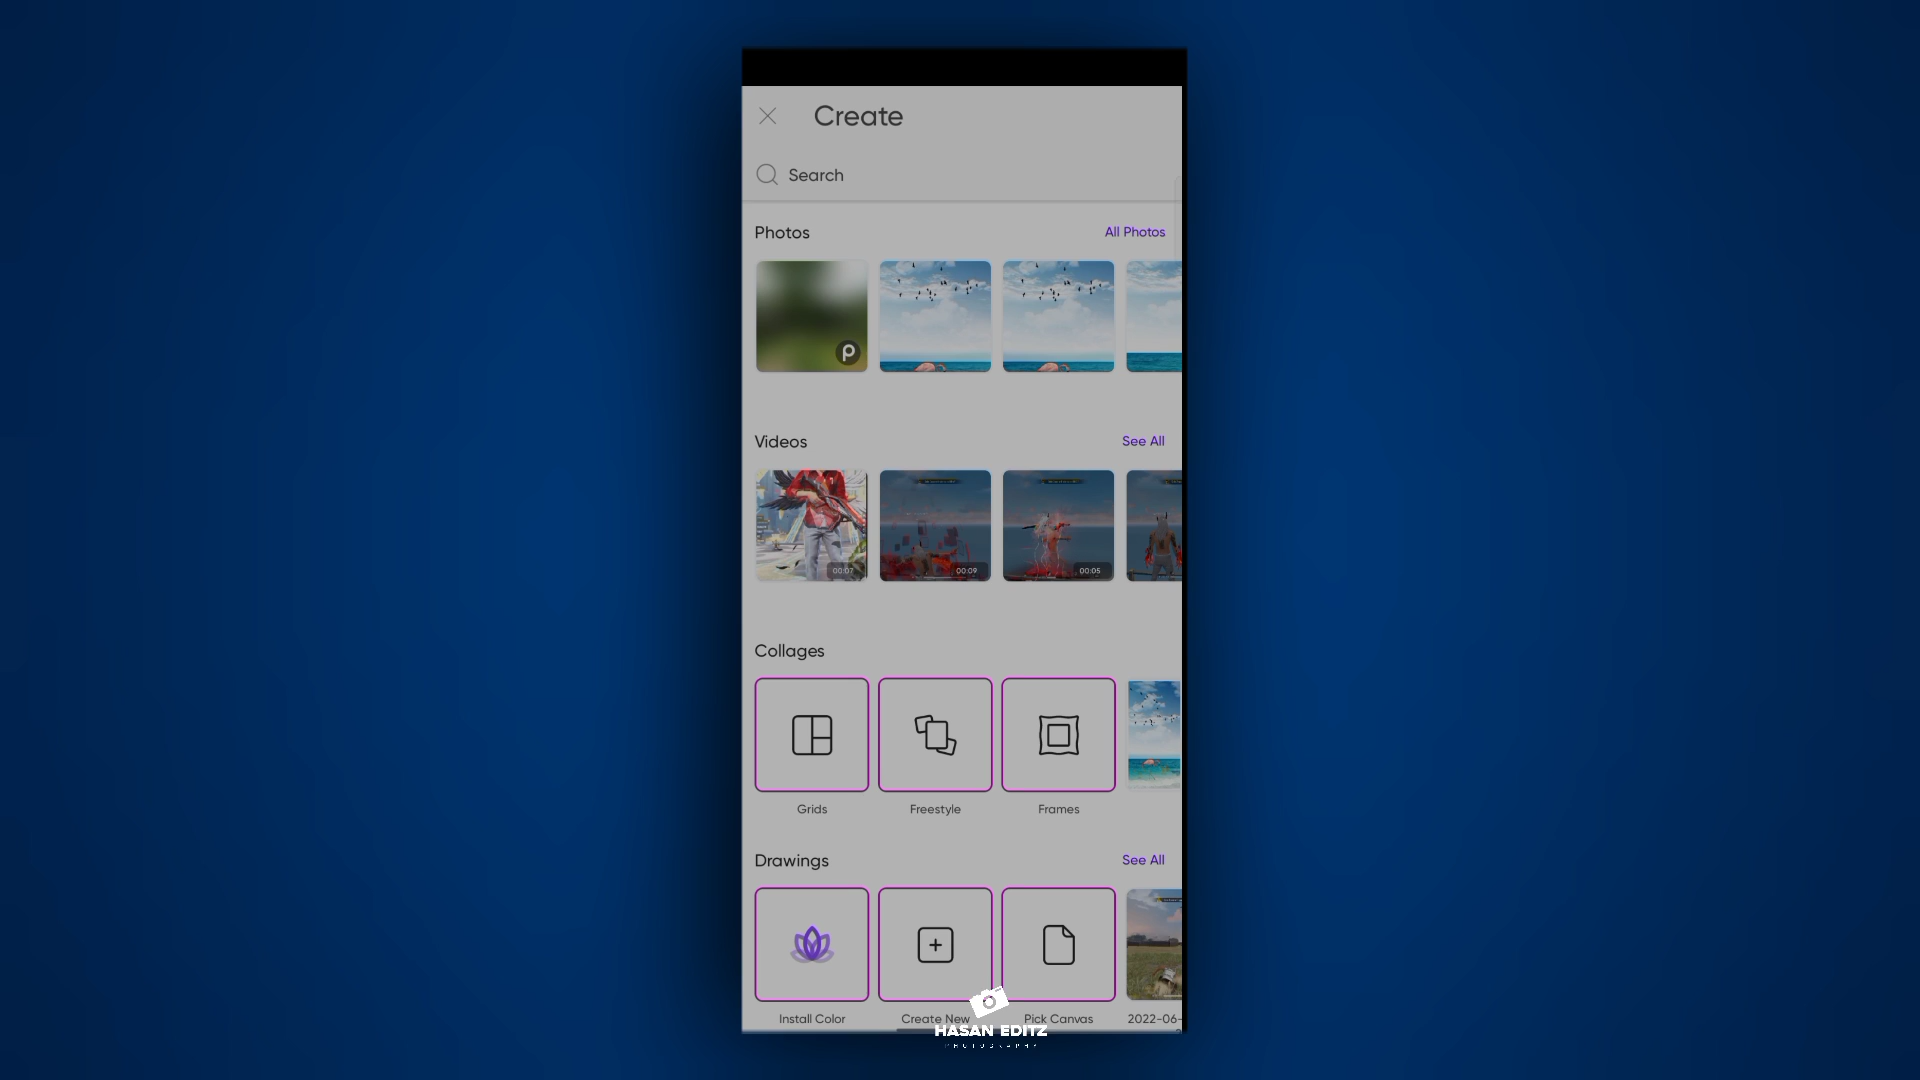 Create
Search
Photos All Photos
Videos See All
00:07 00:09 00:05
Collages
Grids Freestyle Frames
Drawings See All
Install Color Create New Pick Canvas 2022-06-
HASAN EDITZ
PHOTOGRAPHY